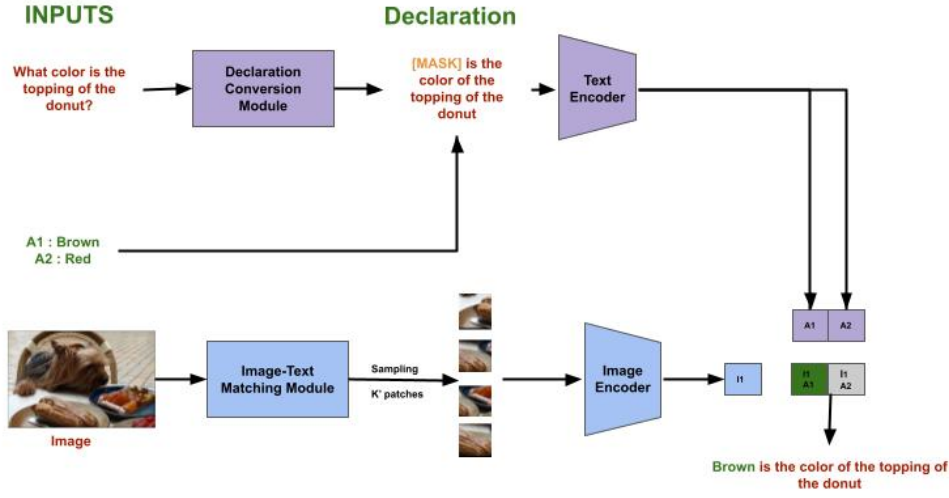 INPUTS
Declaration
What color is the
topping of the
donut?
Declaration
Conversion
Module
[MASK] is the
color of the
topping of the
donut
Text
Encoder
A1 : Brown
A2 : Red
A1
A2
Image-Text
Matching Module
Sampling
K' patches
Image
Encoder
I1
I1
A1
I1
A2
Image
Brown is the color of the topping of
the donut